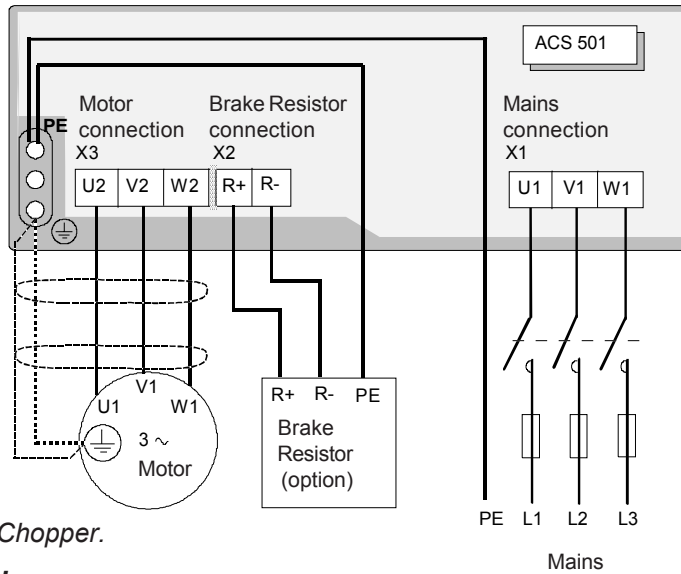 ACS 501
Motor connection
Brake Resistor connection
Mains connection
PE
X3
X2
X1
U2 V2 W2 R+ R-
U1 V1 W1
V1
U1 W1
3 ~
Motor
R+ R- PE
Brake
Resistor
(option)
PE L1 L2 L3
Chopper.
Mains